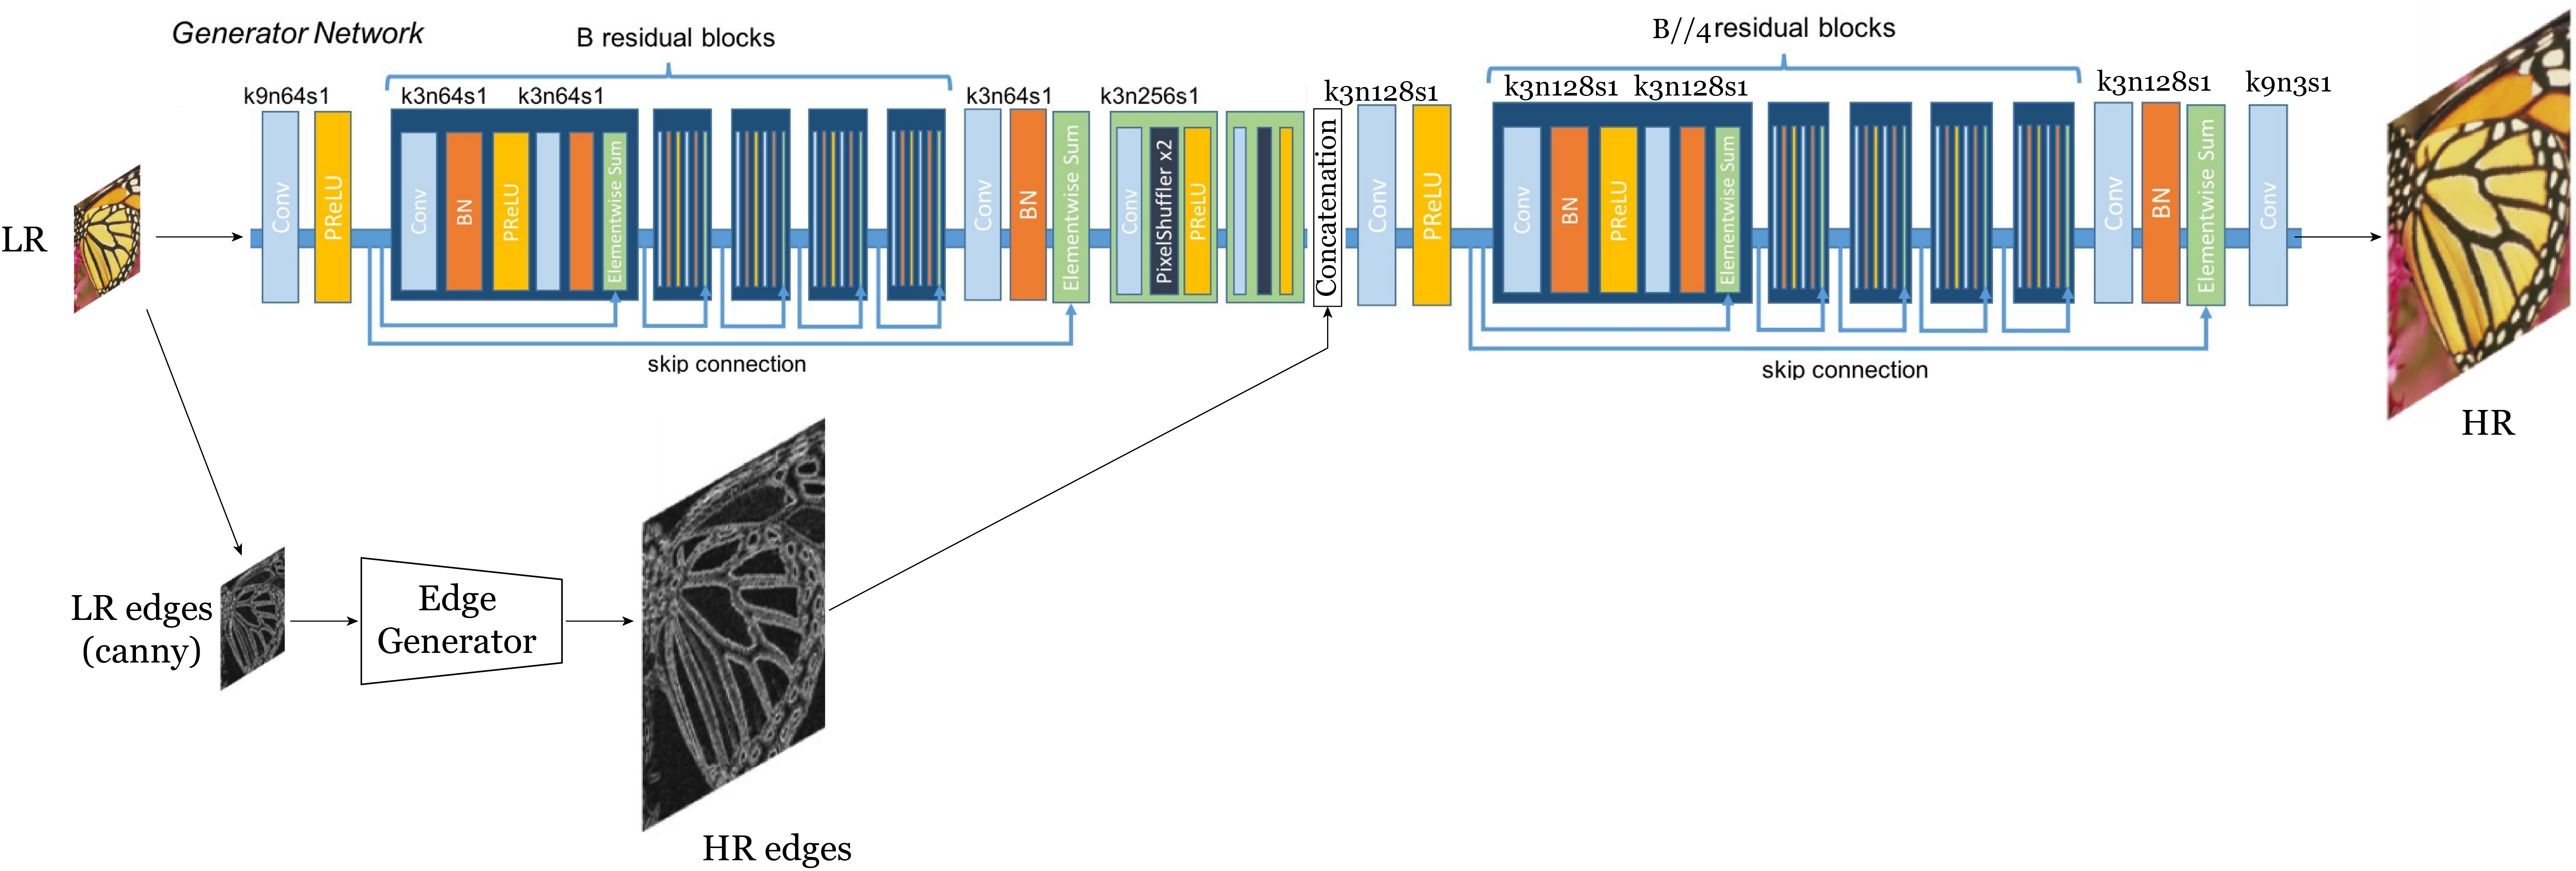 Generator Network
B residual blocks
B//4 residual blocks
k9n64s1
k3n64s1 k3n64s1
k3n64s1
k3n256s1
k3n128s1
k3n128s1 k3n128s1
k3n128s1
k9n3s1
LR
Conv
PReLU
Conv
BN
PReLU
Elementwise Sum
Conv
BN
Elementwise Sum
Conv
PixelShuffler x2
PReLU
Concatenation
Conv
PReLU
Conv
BN
PReLU
Elementwise Sum
Conv
BN
Elementwise Sum
Conv
skip connection
skip connection
HR
LR edges
(canny)
Edge
Generator
HR edges